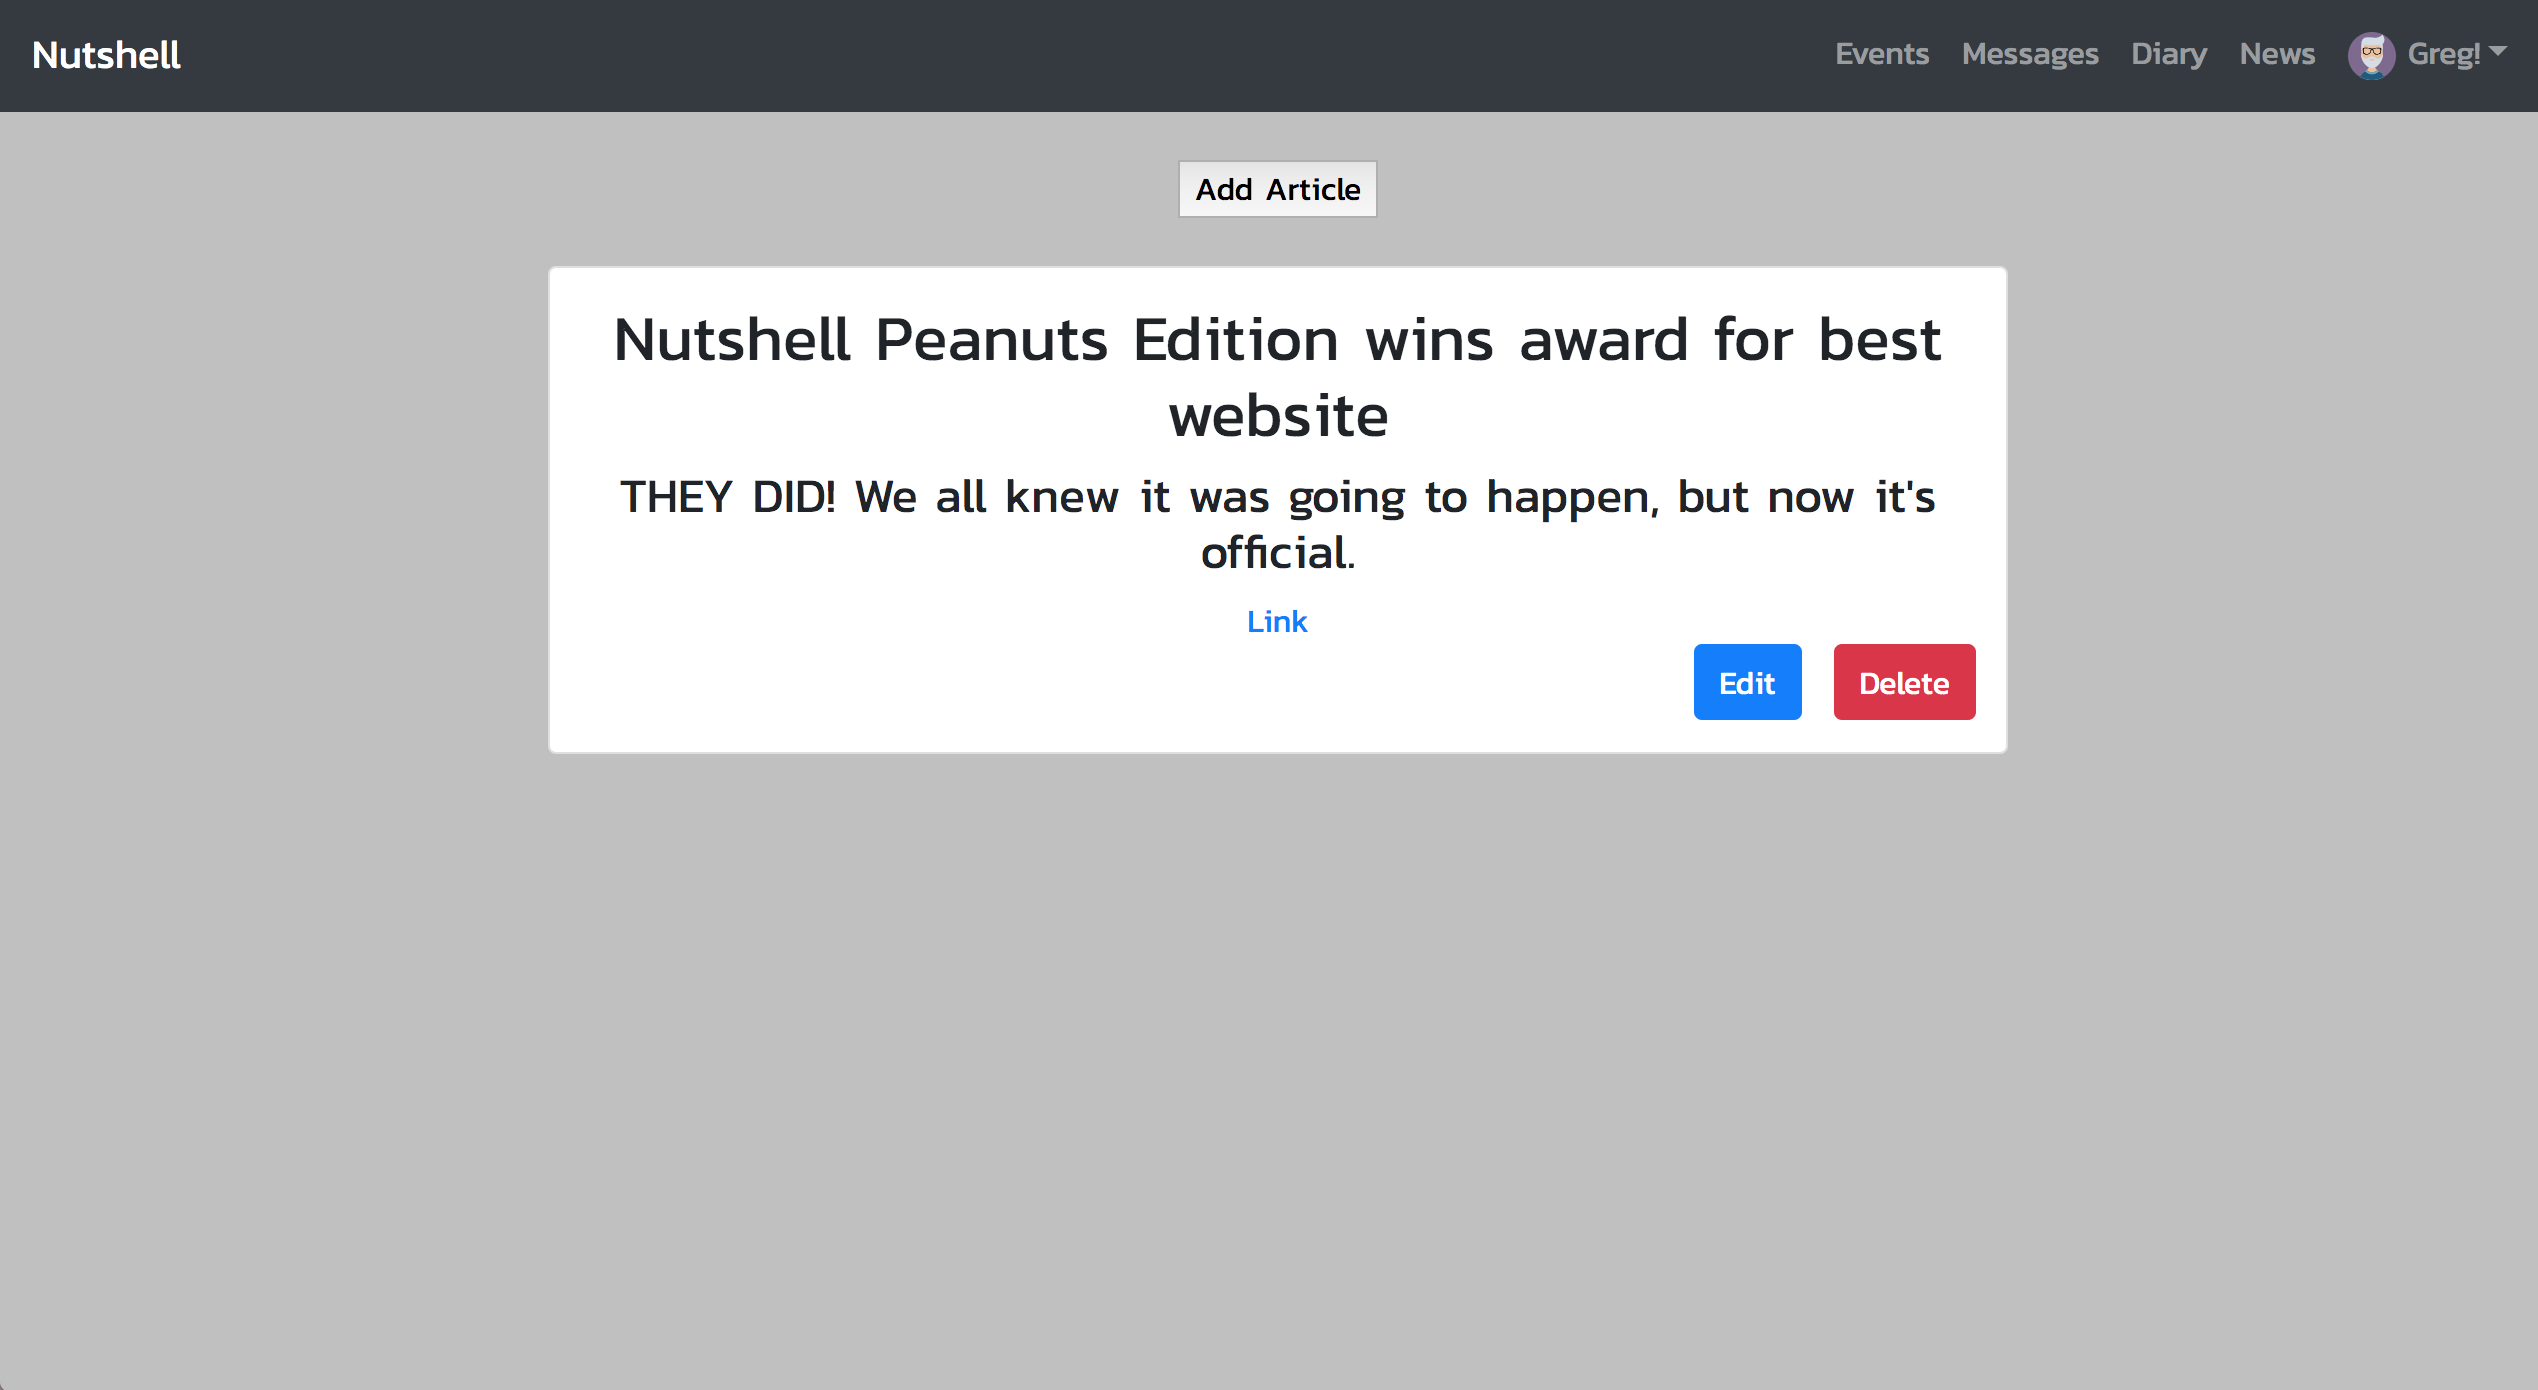 Nutshell
Events Messages Diary News Greg!
Add Article
Nutshell Peanuts Edition wins award for best
website
THEY DID! We all knew it was going to happen, but now it's
official.
Link
Edit Delete